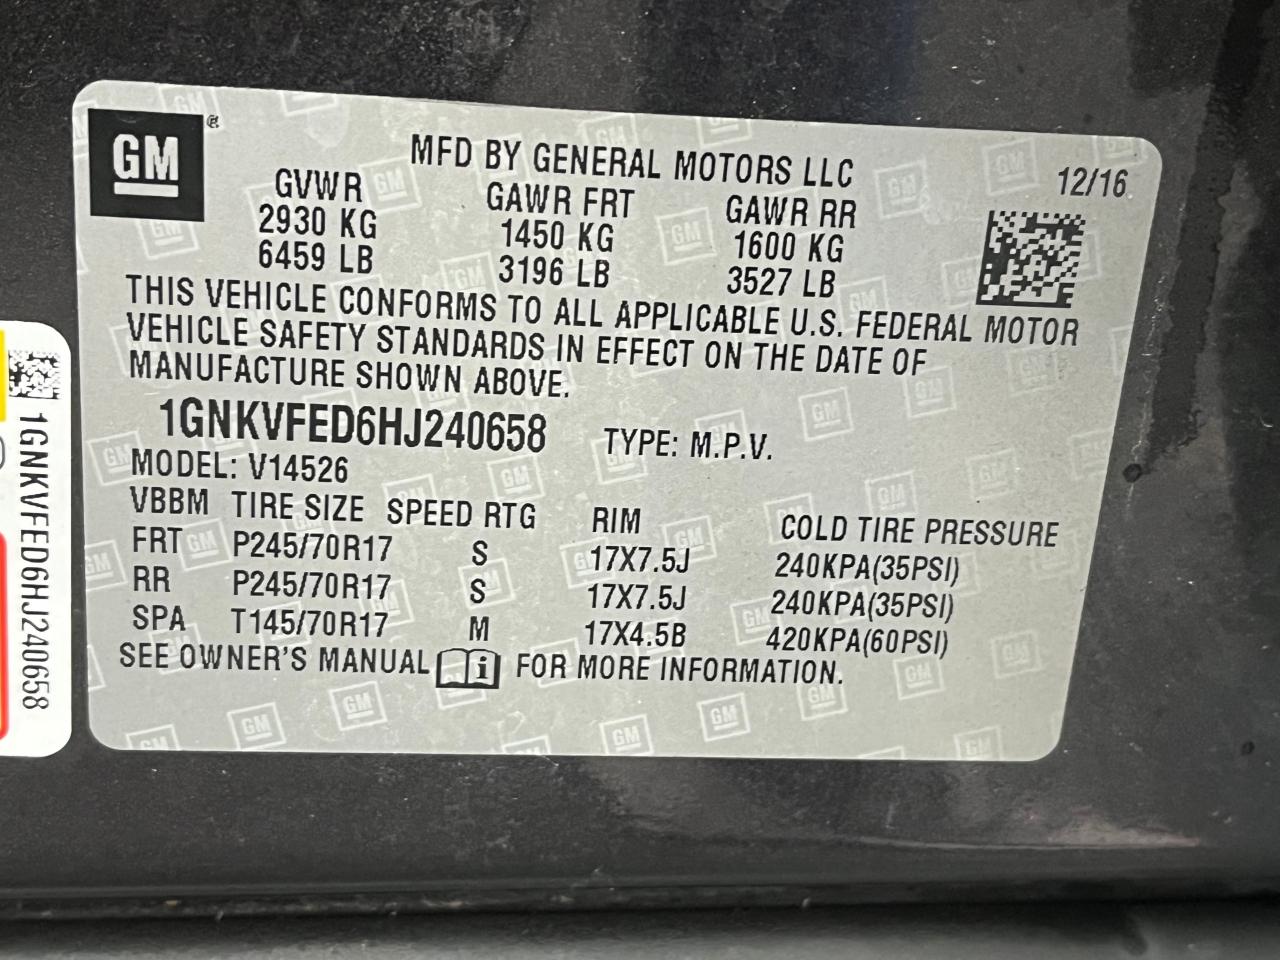 GM
MFD BY GENERAL MOTORS LLC
12/16
GVWR GAWR FRT GAWR RR
2930 KG 1450 KG 1600 KG
6459 LB 3196 LB 3527 LB
THIS VEHICLE CONFORMS TO ALL APPLICABLE U.S. FEDERAL MOTOR
VEHICLE SAFETY STANDARDS IN EFFECT ON THE DATE OF
MANUFACTURE SHOWN ABOVE.
1GNKVFED6HJ240658 TYPE: M.P.V.
MODEL: V14526
VBBM TIRE SIZE SPEED RTG RIM COLD TIRE PRESSURE
FRT P245/70R17 S 17X7.5J 240KPA(35PSI)
RR P245/70R17 S 17X7.5J 240KPA(35PSI)
SPA T145/70R17 M 17X4.5B 420KPA(60PSI)
SEE OWNER'S MANUAL i FOR MORE INFORMATION.
1GNKVFED6HJ240658